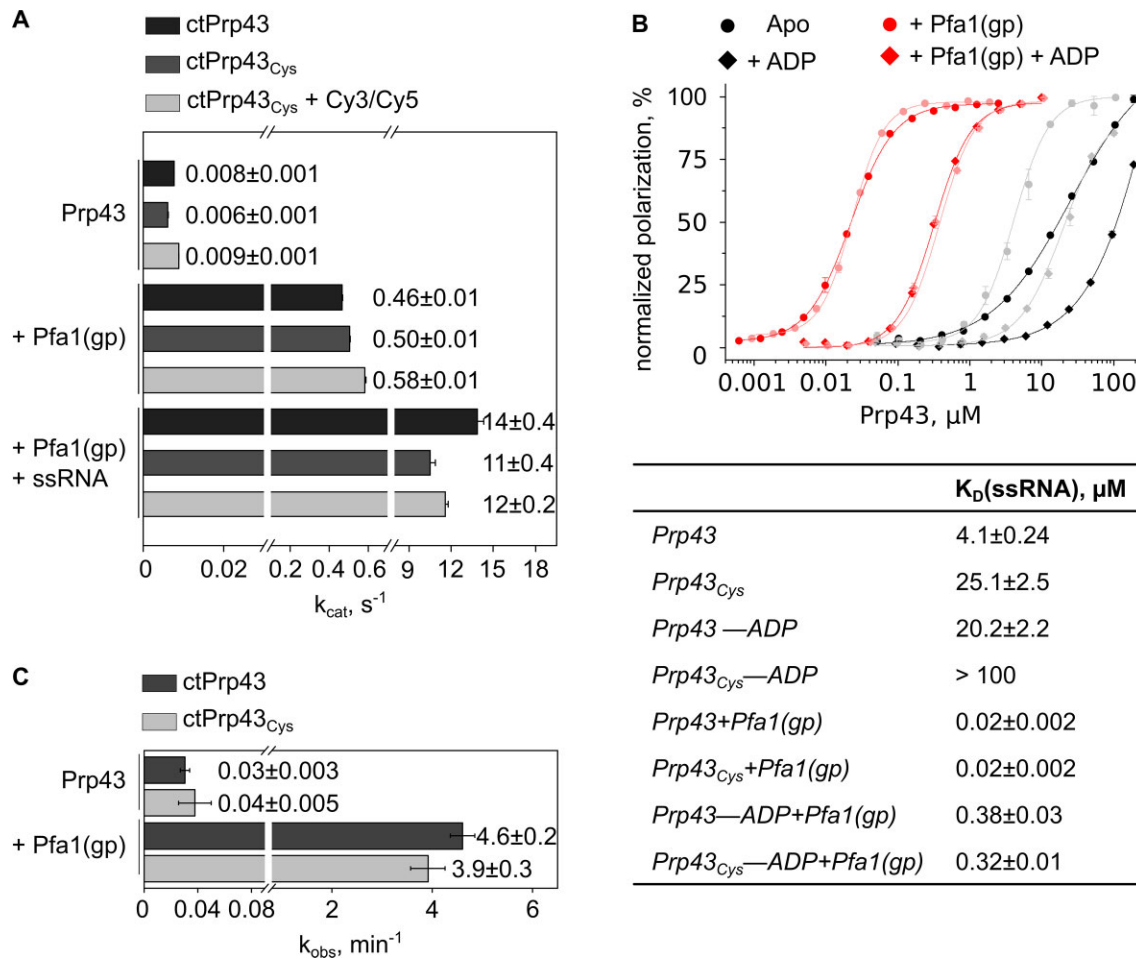 A
ctPrp43
ctPrp43Cys
ctPrp43Cys + Cy3/Cy5
Prp43
0.008±0.001
0.006±0.001
0.009±0.001
+ Pfa1(gp)
0.46±0.01
0.50±0.01
0.58±0.01
+ Pfa1(gp)
+ ssRNA
14±0.4
11±0.4
12±0.2
0 0.02 0.2 0.4 0.6 9 12 15 18
kcat, s-1
B
Apo + Pfa1(gp)
+ ADP + Pfa1(gp) + ADP
normalized polarization, %
100
75
50
25
0
0.001 0.01 0.1 1 10 100
Prp43, µM
KD(ssRNA), µM
Prp43 4.1±0.24
Prp43Cys 25.1±2.5
Prp43 —ADP 20.2±2.2
Prp43Cys—ADP > 100
Prp43+Pfa1(gp) 0.02±0.002
Prp43Cys+Pfa1(gp) 0.02±0.002
Prp43—ADP+Pfa1(gp) 0.38±0.03
Prp43Cys—ADP+Pfa1(gp) 0.32±0.01
C
ctPrp43
ctPrp43Cys
Prp43
0.03±0.003
0.04±0.005
+ Pfa1(gp)
4.6±0.2
3.9±0.3
0 0.04 0.08 4 6
kobs, min-1